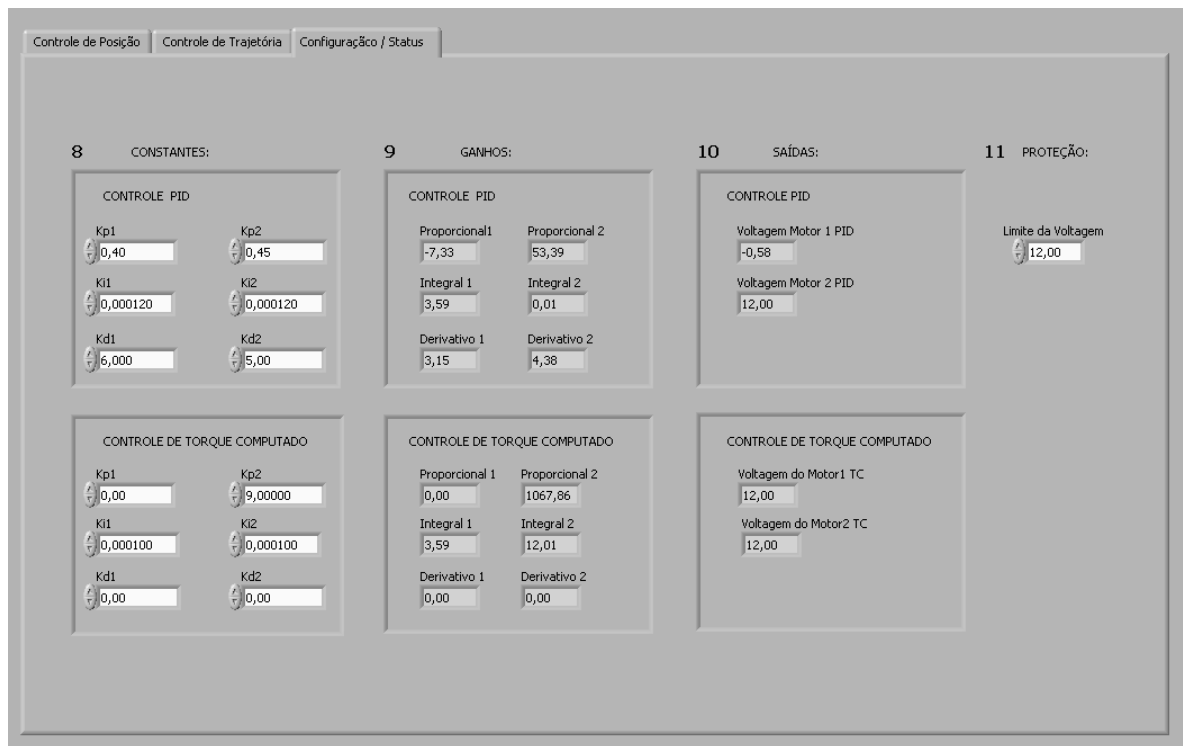 Controle de Posição Controle de Trajetória Configuraçãco / Status
8 CONSTANTES: 9 GANHOS: 10 SAÍDAS: 11 PROTEÇÃO:
CONTROLE PID CONTROLE PID CONTROLE PID
Kp1 Kp2 Proporcional1 Proporcional 2 Voltagem Motor 1 PID Limite da Voltagem
0,40 0,45 -7,33 53,39 -0,58 12,00
Ki1 Ki2 Integral 1 Integral 2 Voltagem Motor 2 PID
0,000120 0,000120 3,59 0,01 12,00
Kd1 Kd2 Derivativo 1 Derivativo 2
6,000 5,00 3,15 4,38
CONTROLE DE TORQUE COMPUTADO CONTROLE DE TORQUE COMPUTADO CONTROLE DE TORQUE COMPUTADO
Kp1 Kp2 Proporcional 1 Proporcional 2 Voltagem do Motor1 TC
0,00 9,00000 0,00 1067,86 12,00
Ki1 Ki2 Integral 1 Integral 2 Voltagem do Motor2 TC
0,000100 0,000100 3,59 12,01 12,00
Kd1 Kd2 Derivativo 1 Derivativo 2
0,00 0,00 0,00 0,00